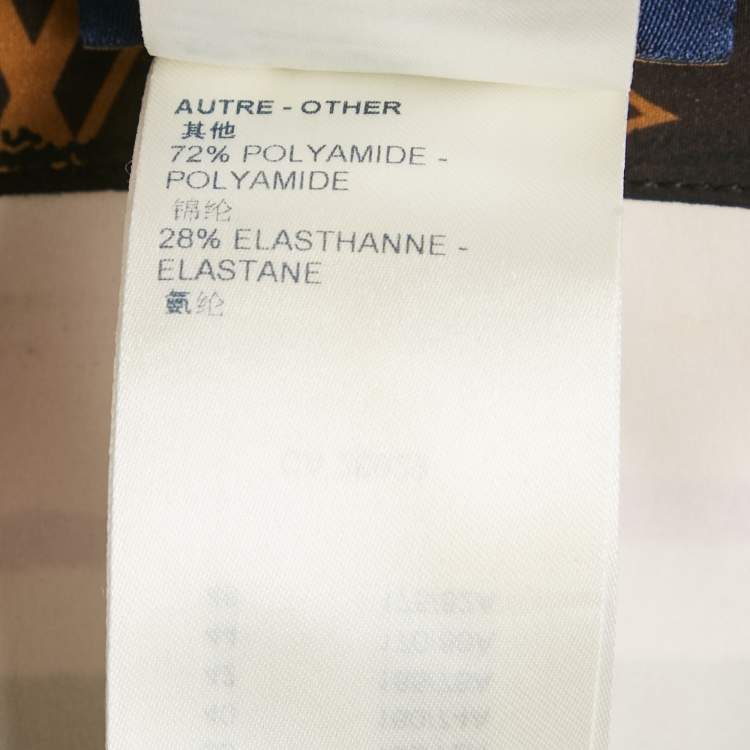 AUTRE - OTHER
其他
72% POLYAMIDE -
POLYAMIDE
锦纶
28% ELASTHANNE -
ELASTANE
氨纶